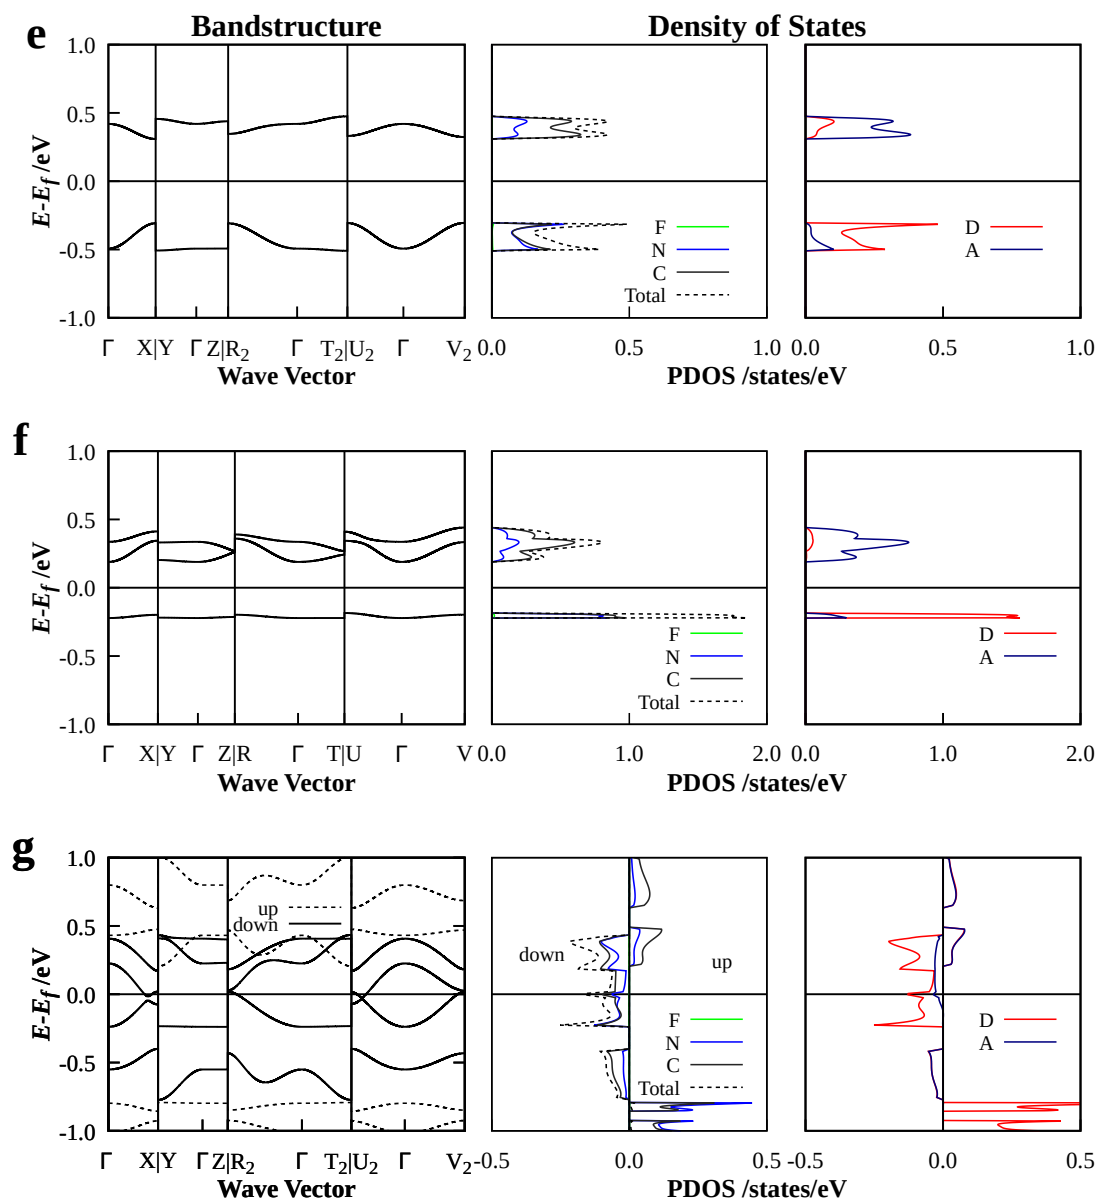 e
Bandstructure
Density of States
1.0
0.5
0.0
-0.5
-1.0
E-Ef /eV
F
N
C
Total
D
A
Γ X|Y Γ Z|R2 Γ T2|U2 Γ V2
0.0 0.5 1.0
0.0 0.5 1.0
Wave Vector
PDOS /states/eV
f
1.0
0.5
0.0
-0.5
-1.0
E-Ef /eV
F
N
C
Total
D
A
Γ X|Y Γ Z|R Γ T|U Γ V
0.0 1.0 2.0
0.0 1.0 2.0
Wave Vector
PDOS /states/eV
g
1.0
0.5
0.0
-0.5
-1.0
E-Ef /eV
up
down
down
up
F
N
C
Total
D
A
Γ X|Y Γ Z|R2 Γ T2|U2 Γ V2
-0.5 0.0 0.5
-0.5 0.0 0.5
Wave Vector
PDOS /states/eV